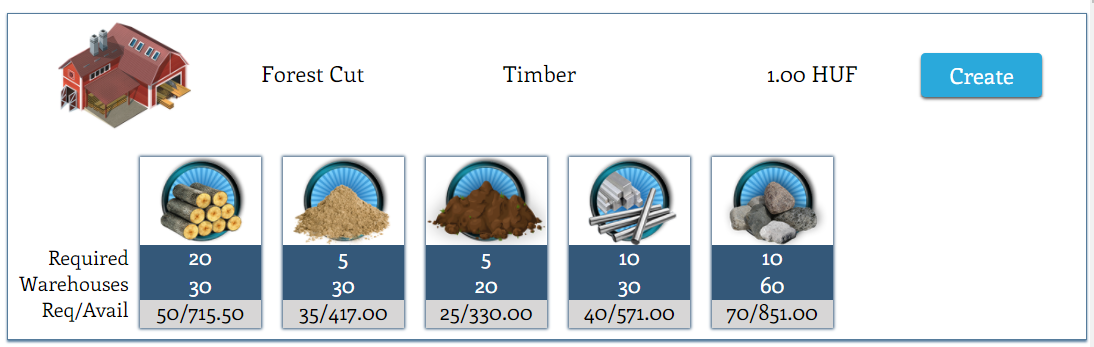 Forest Cut Timber 1.00 HUF Create
Required 20 5 5 10 10
Warehouses 30 30 20 30 60
Req/Avail 50/715.50 35/417.00 25/330.00 40/571.00 70/851.00